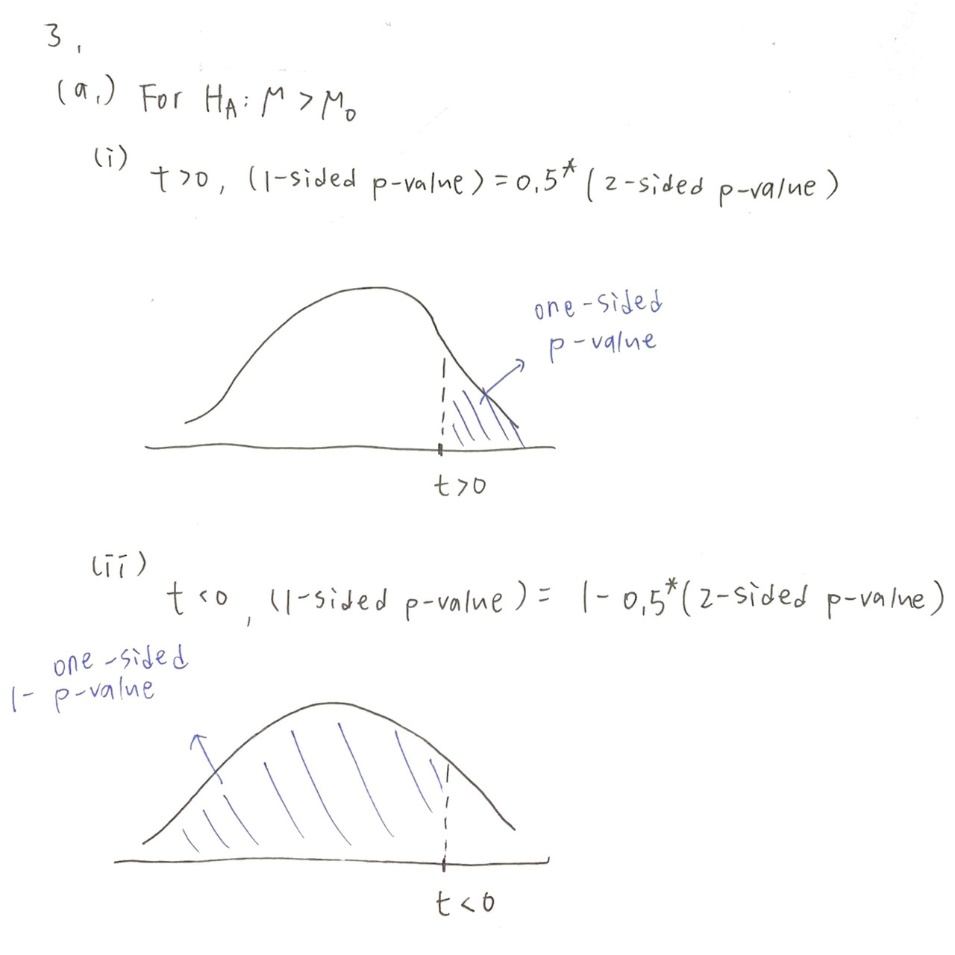 3.
(a.) For HA: μ > μ0
(i)
t>0, (1-sided p-value) = 0.5* (2-sided p-value)
one-sided
p-value
t>0
(ii)
t<0, (1-sided p-value) = 1- 0.5*(2-sided p-value)
one-sided
1- p-value
t<0